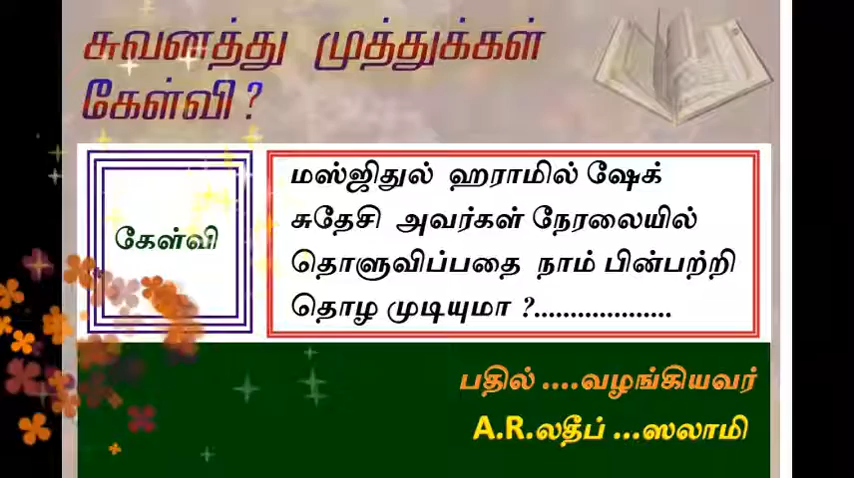 சுவனத்து முத்துக்கள்
கேள்வி ?
கேள்வி
மஸ்ஜிதுல் ஹராமில் ஷேக்
சுதேசி அவர்கள் நேரலையில்
தொளுவிப்பதை நாம் பின்பற்றி
தொழ முடியுமா ?...................
பதில் ....வழங்கியவர்
A.R.லதீப் ...ஸலாமி